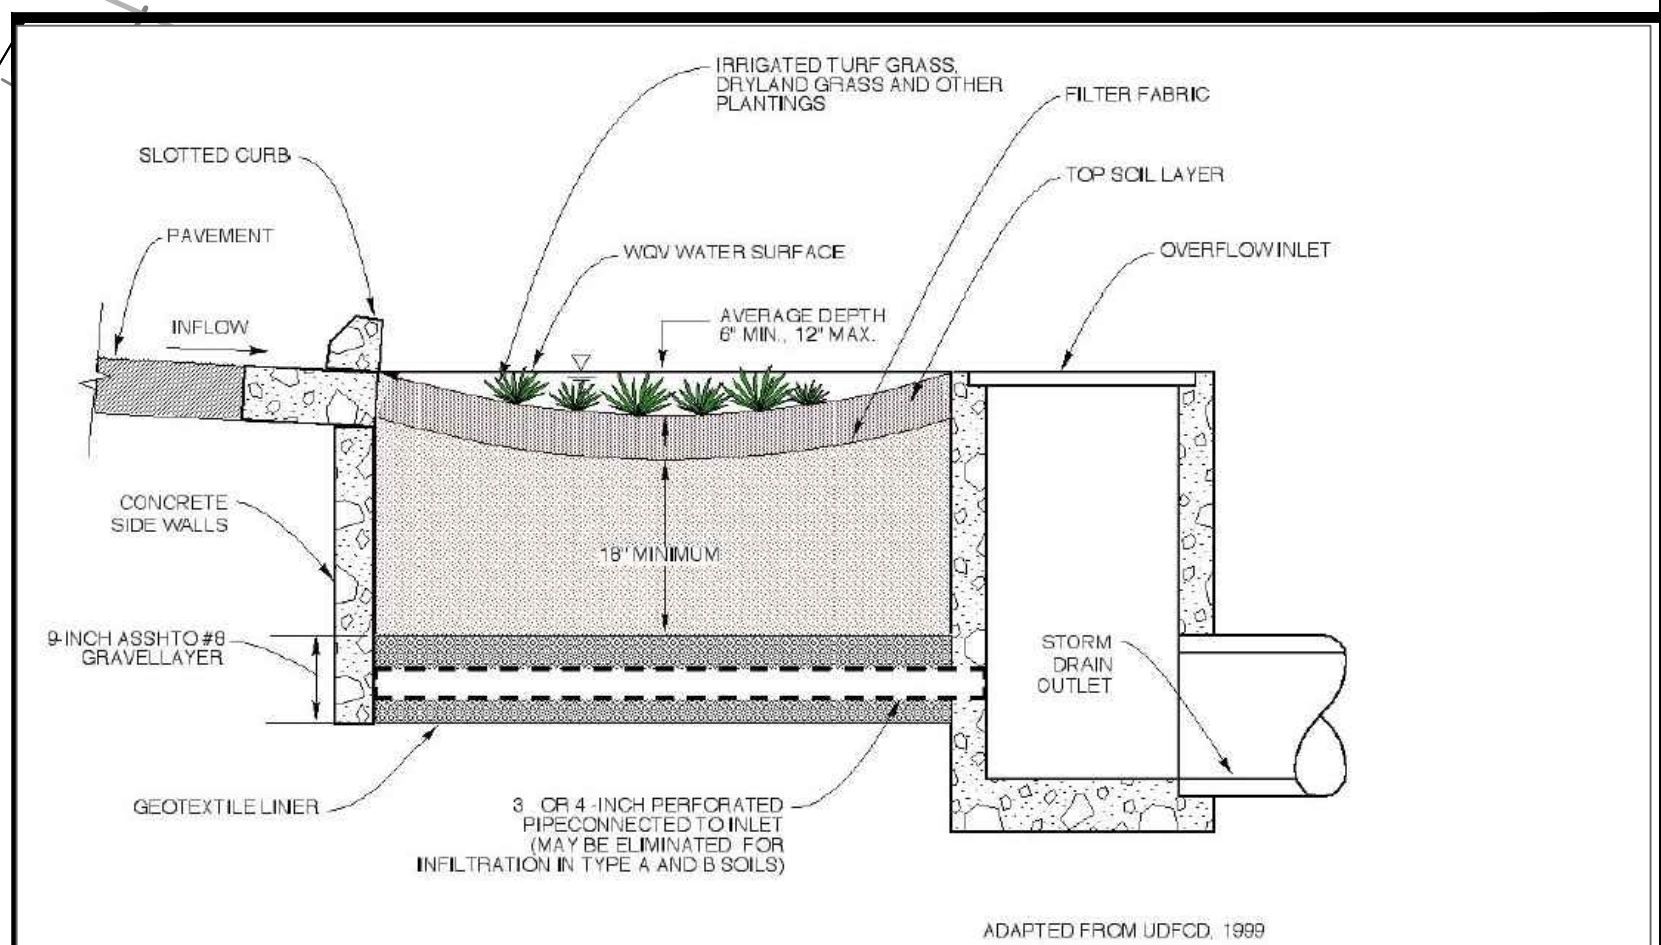 IRRIGATED TURF GRASS,
DRYLAND GRASS AND OTHER
PLANTINGS
FILTER FABRIC
SLOTTED CURB
TOP SOIL LAYER
PAVEMENT
WQV WATER SURFACE
OVERFLOW INLET
INFLOW
AVERAGE DEPTH
6" MIN., 12" MAX.
CONCRETE
SIDE WALLS
18" MINIMUM
9-INCH ASSHTO #8
GRAVELLAYER
STORM
DRAIN
OUTLET
GEOTEXTILE LINER
3 OR 4 -INCH PERFORATED
PIPECONNECTED TO INLET
(MAY BE ELIMINATED FOR
INFILTRATION IN TYPE A AND B SOILS)
ADAPTED FROM UDFCD, 1999